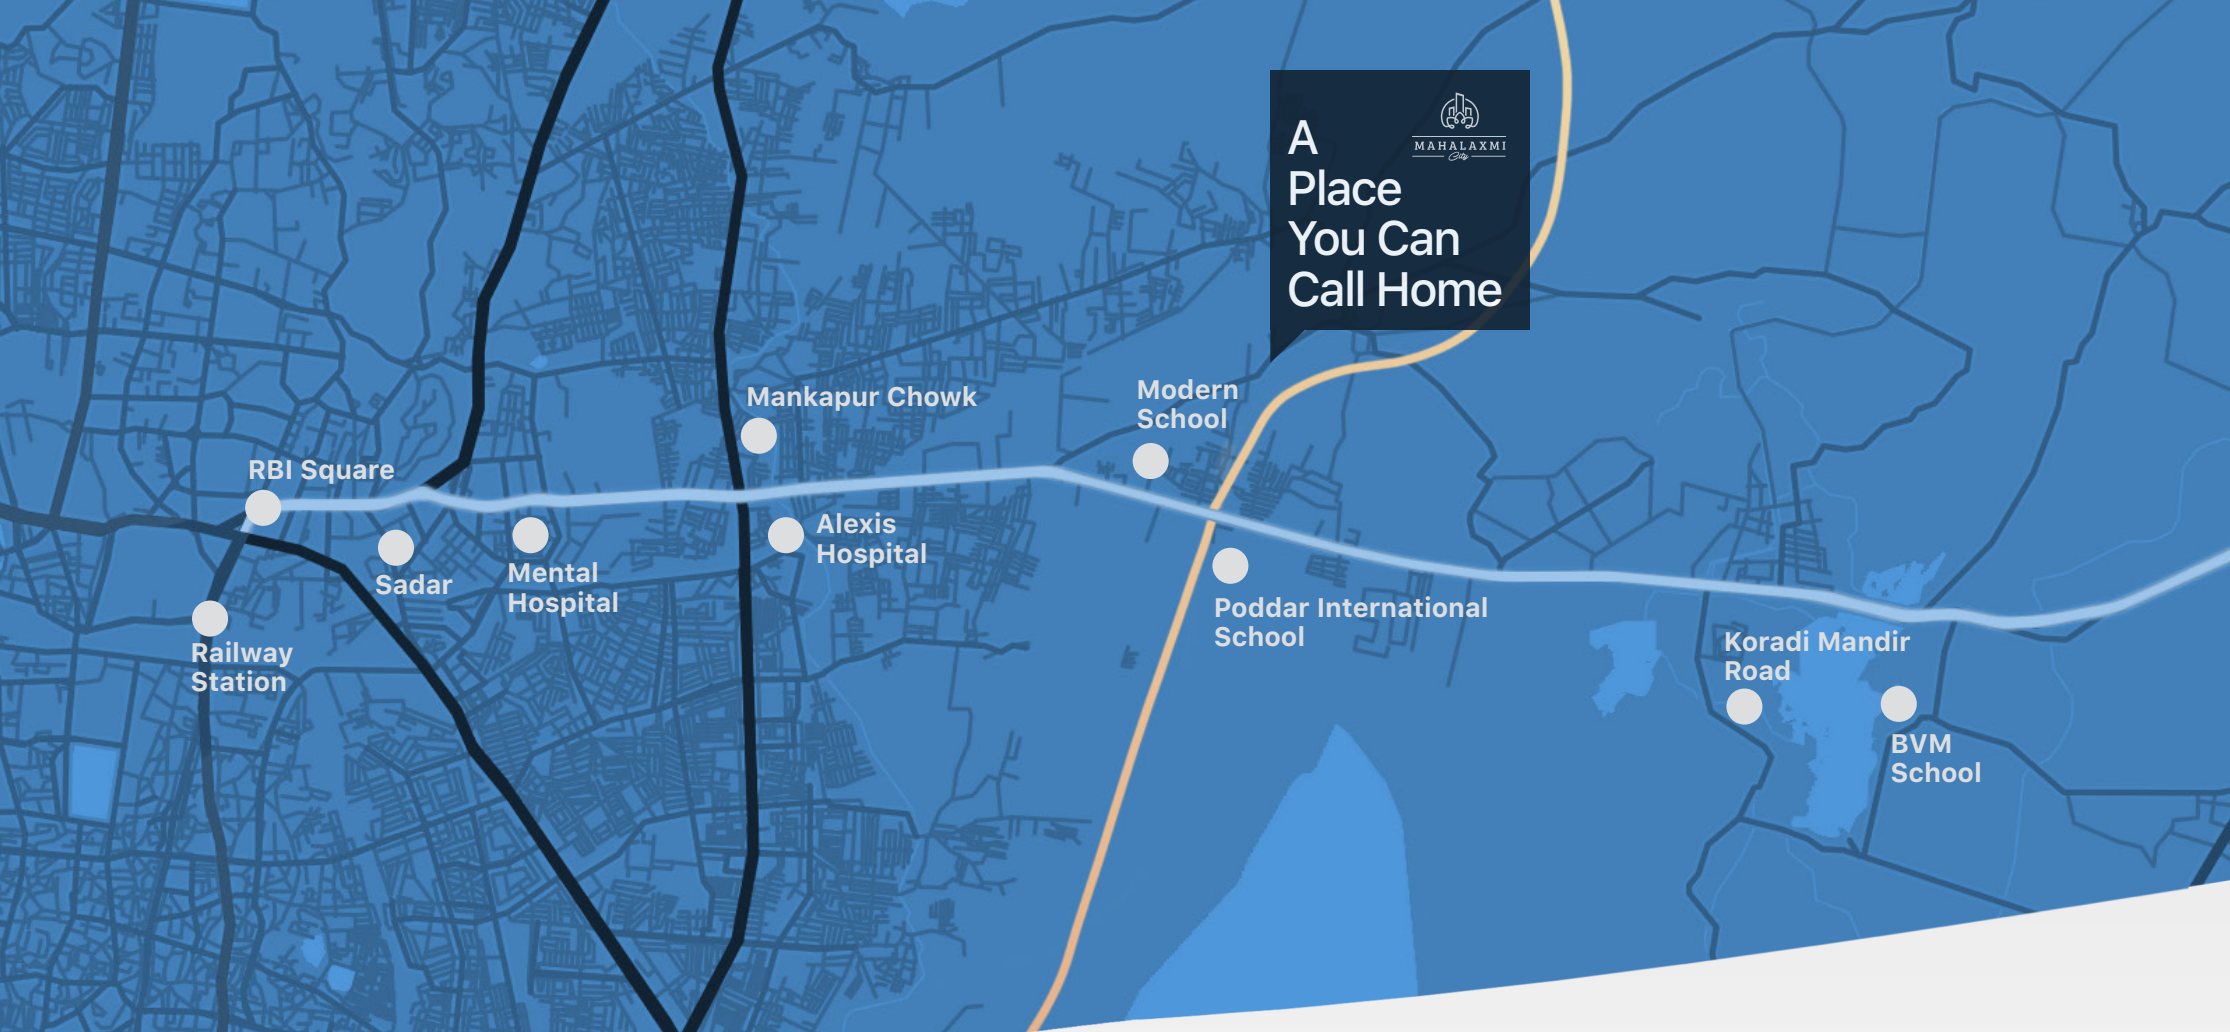 MAHALAXMI
City
A
Place
You Can
Call Home
Mankapur Chowk
Modern
School
RBI Square
Alexis
Hospital
Sadar
Mental
Hospital
Poddar International
School
Railway
Station
Koradi Mandir
Road
BVM
School